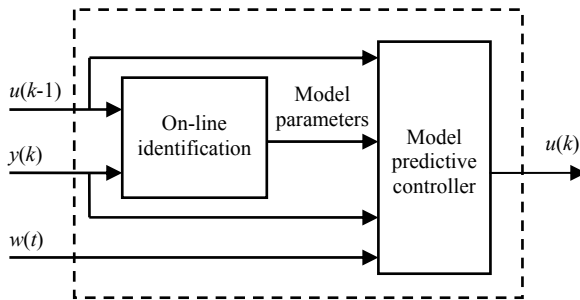 u(k-1)
On-line
identification
Model
parameters
Model
predictive
controller
u(k)
y(k)
w(t)